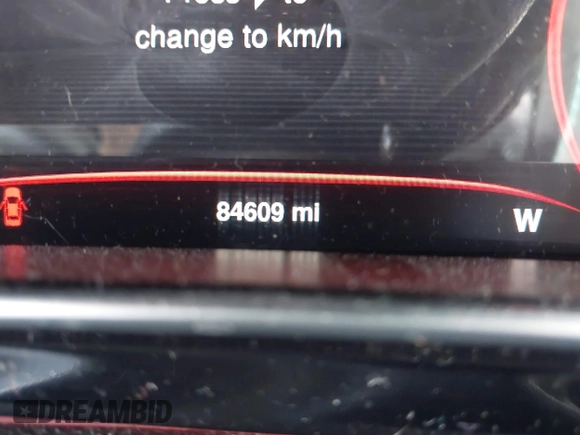 change to km/h
84609 mi
W
DREAMBID